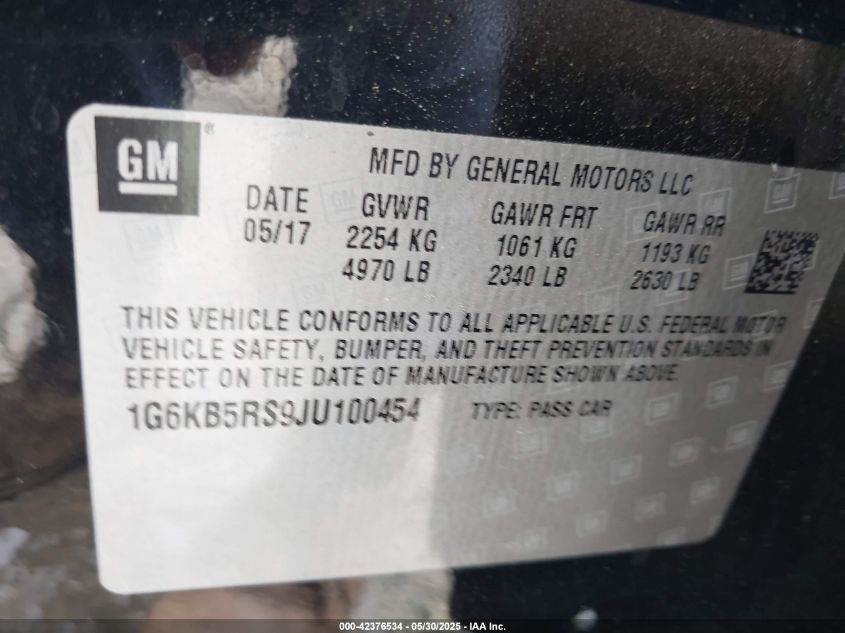 GM
®
MFD BY GENERAL MOTORS LLC
DATE GVWR GAWR FRT GAWR RR
05/17 2254 KG 1061 KG 1193 KG
4970 LB 2340 LB 2630 LB
THIS VEHICLE CONFORMS TO ALL APPLICABLE U.S. FEDERAL MOTOR
VEHICLE SAFETY, BUMPER, AND THEFT PREVENTION STANDARDS IN
EFFECT ON THE DATE OF MANUFACTURE SHOWN ABOVE.
1G6KB5RS9JU100454 TYPE: PASS CAR
000-42376534 - 05/30/2025 - IAA Inc.